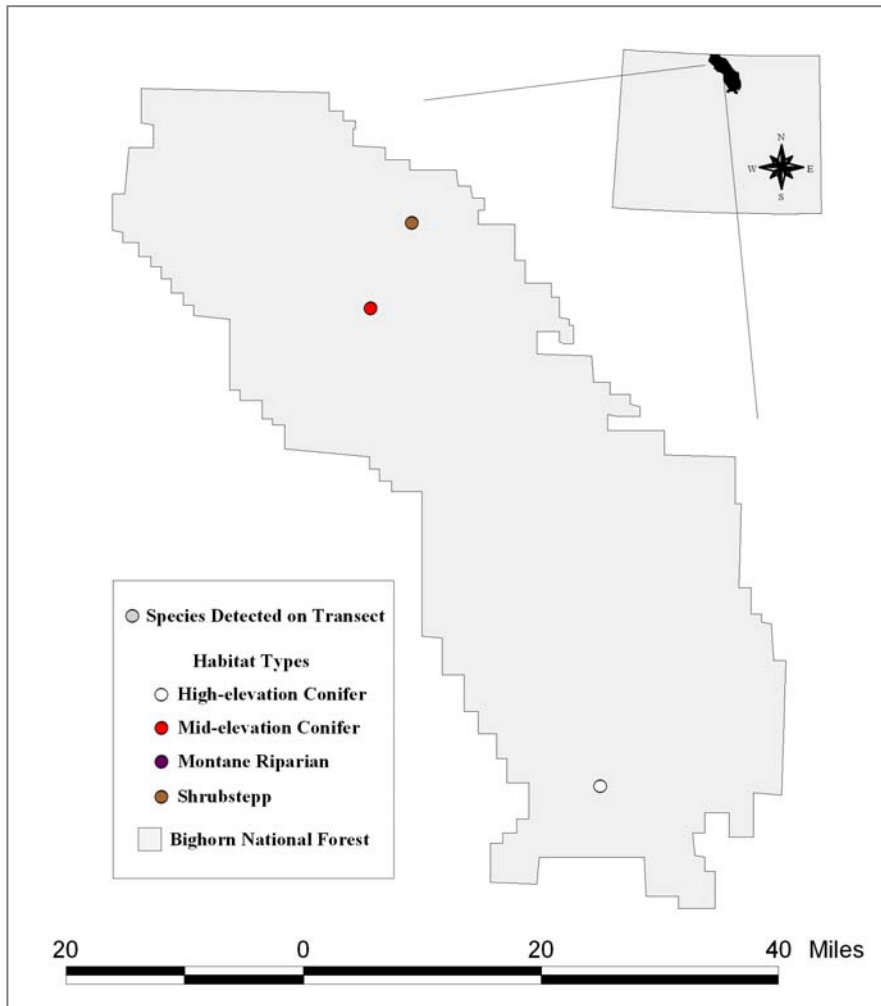 N
W E
S
Species Detected on Transect
Habitat Types
High-elevation Conifer
Mid-elevation Conifer
Montane Riparian
Shrubstepp
Bighorn National Forest
20 0 20 40 Miles